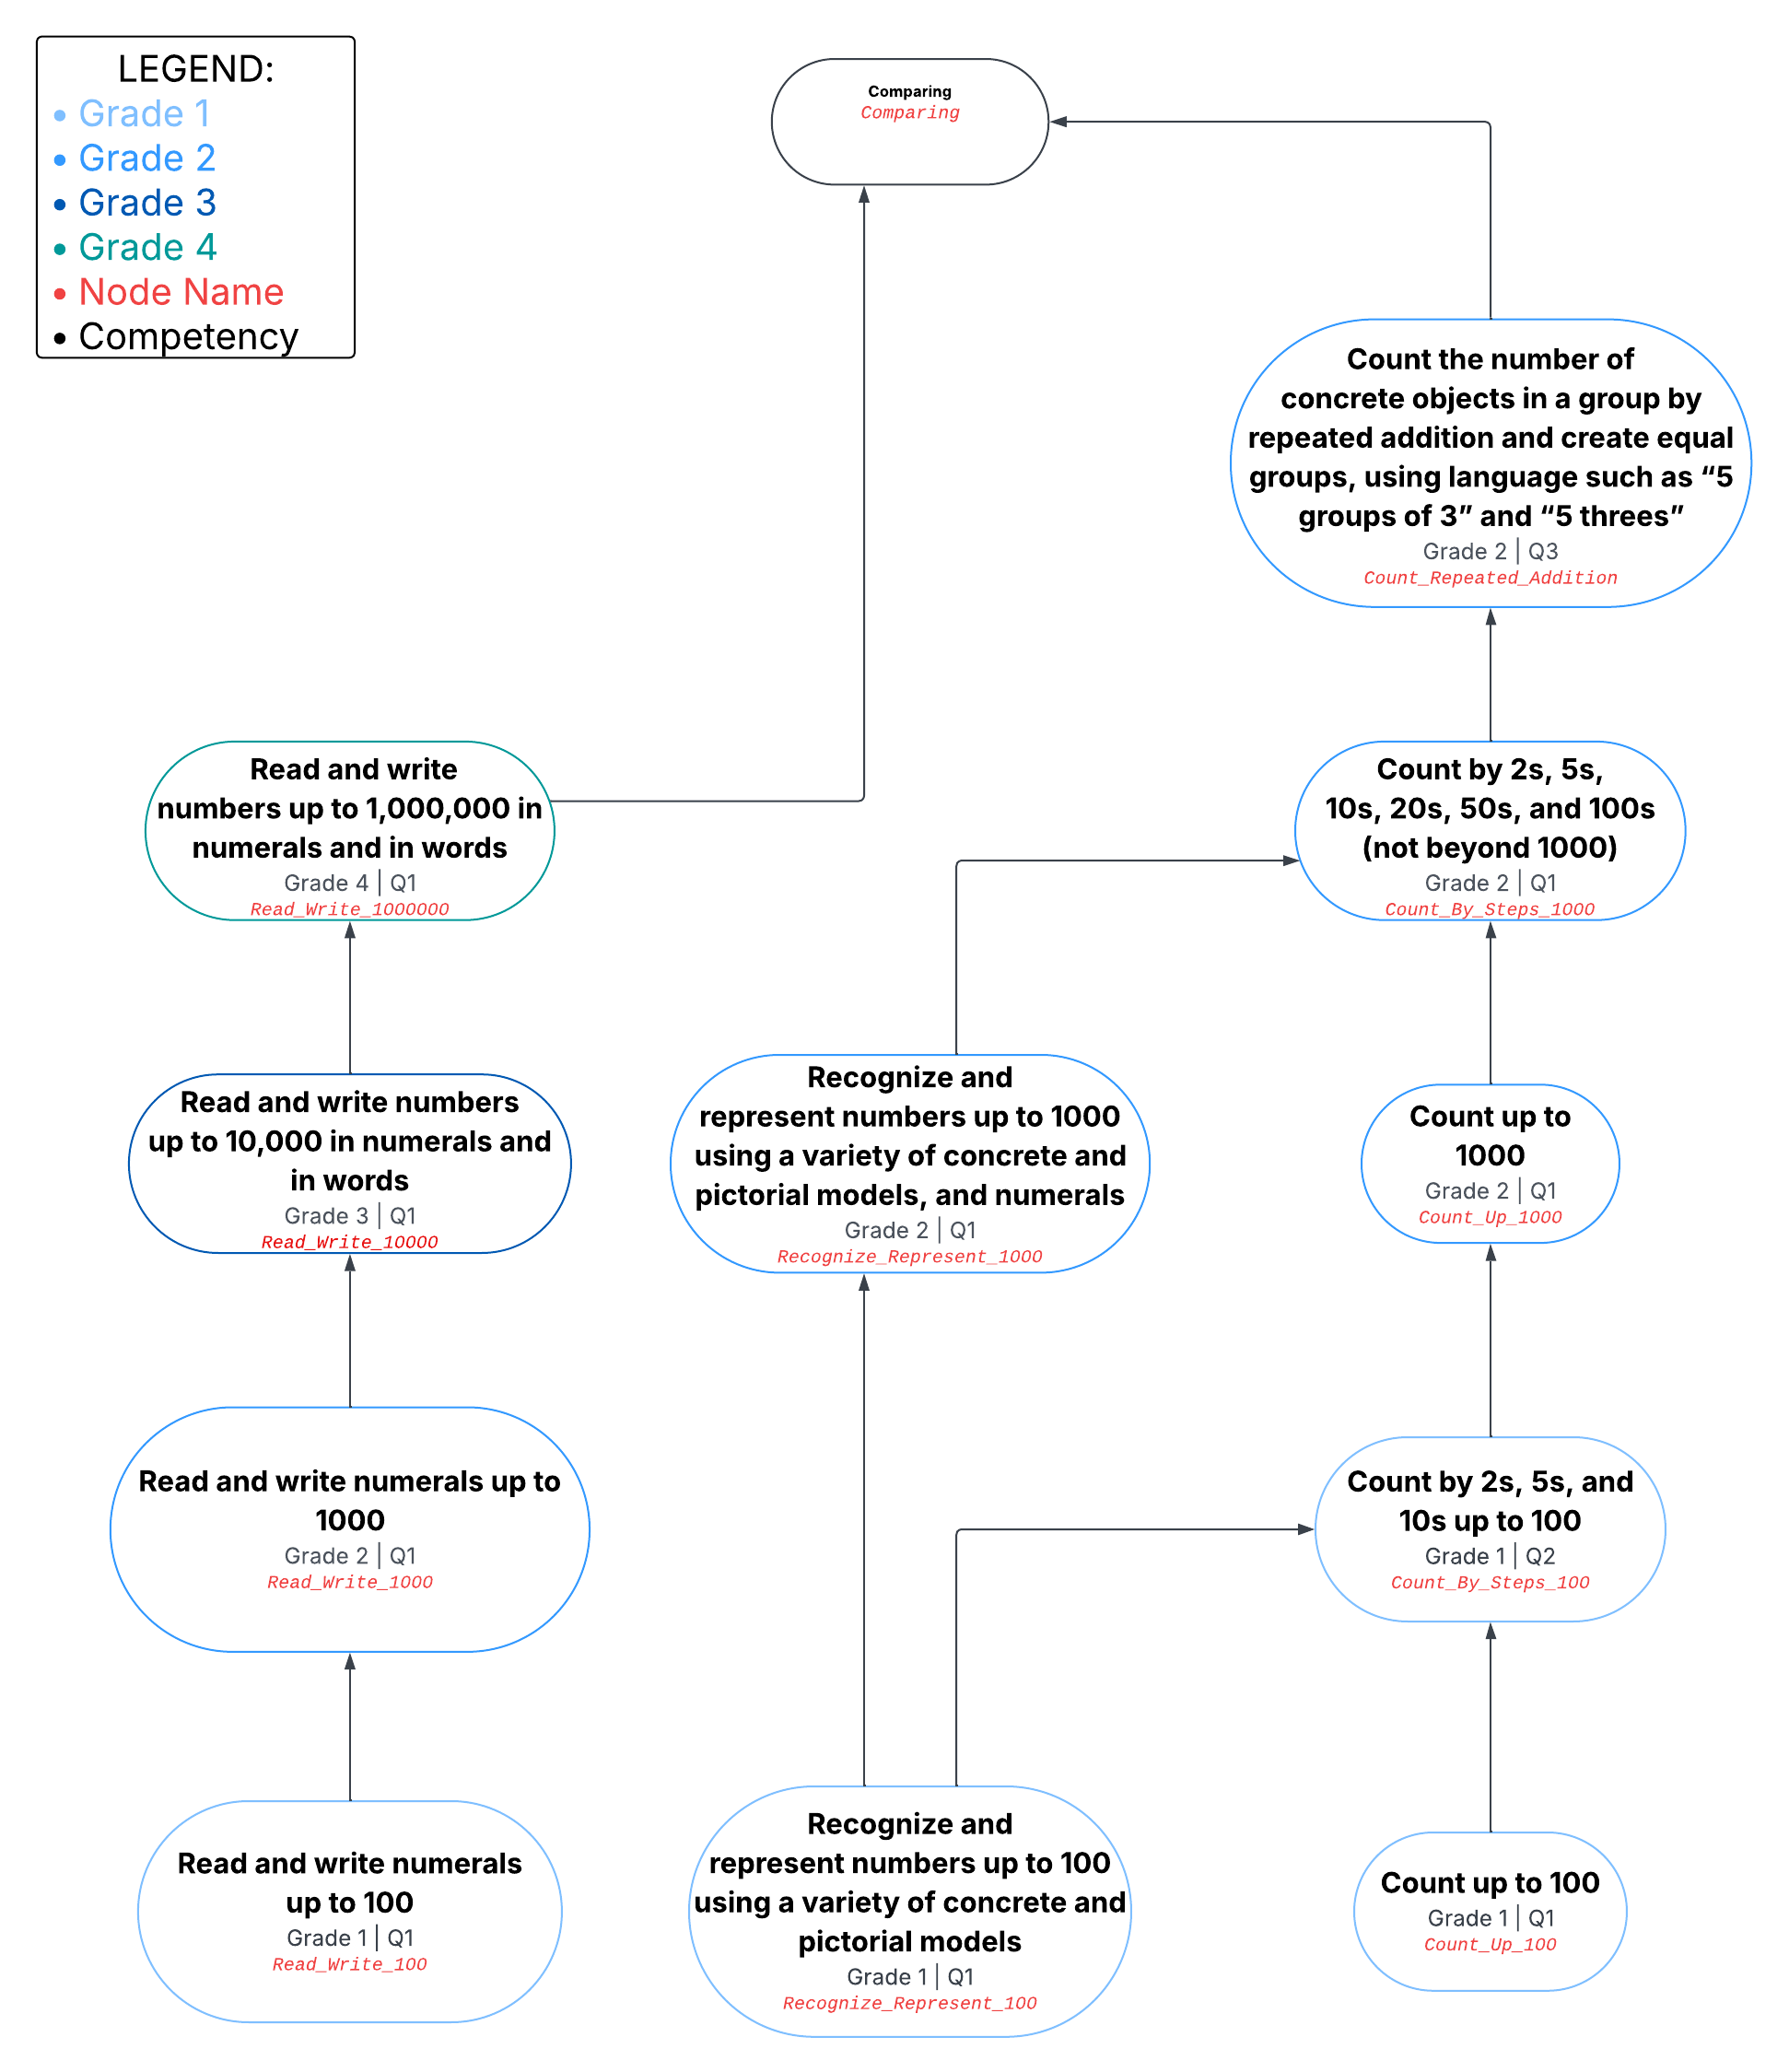 LEGEND:
• Grade 1
• Grade 2
• Grade 3
• Grade 4
• Node Name
• Competency
Comparing
Comparing
Count the number of
concrete objects in a group by
repeated addition and create equal
groups, using language such as “5
groups of 3” and “5 threes”
Grade 2 | Q3
Count_Repeated_Addition
Read and write
numbers up to 1,000,000 in
numerals and in words
Grade 4 | Q1
Read_Write_1000000
Count by 2s, 5s,
10s, 20s, 50s, and 100s
(not beyond 1000)
Grade 2 | Q1
Count_By_Steps_1000
Read and write numbers
up to 10,000 in numerals and
in words
Grade 3 | Q1
Read_Write_10000
Recognize and
represent numbers up to 1000
using a variety of concrete and
pictorial models, and numerals
Grade 2 | Q1
Recognize_Represent_1000
Count up to
1000
Grade 2 | Q1
Count_Up_1000
Read and write numerals up to
1000
Grade 2 | Q1
Read_Write_1000
Count by 2s, 5s, and
10s up to 100
Grade 1 | Q2
Count_By_Steps_100
Read and write numerals
up to 100
Grade 1 | Q1
Read_Write_100
Recognize and
represent numbers up to 100
using a variety of concrete and
pictorial models
Grade 1 | Q1
Recognize_Represent_100
Count up to 100
Grade 1 | Q1
Count_Up_100